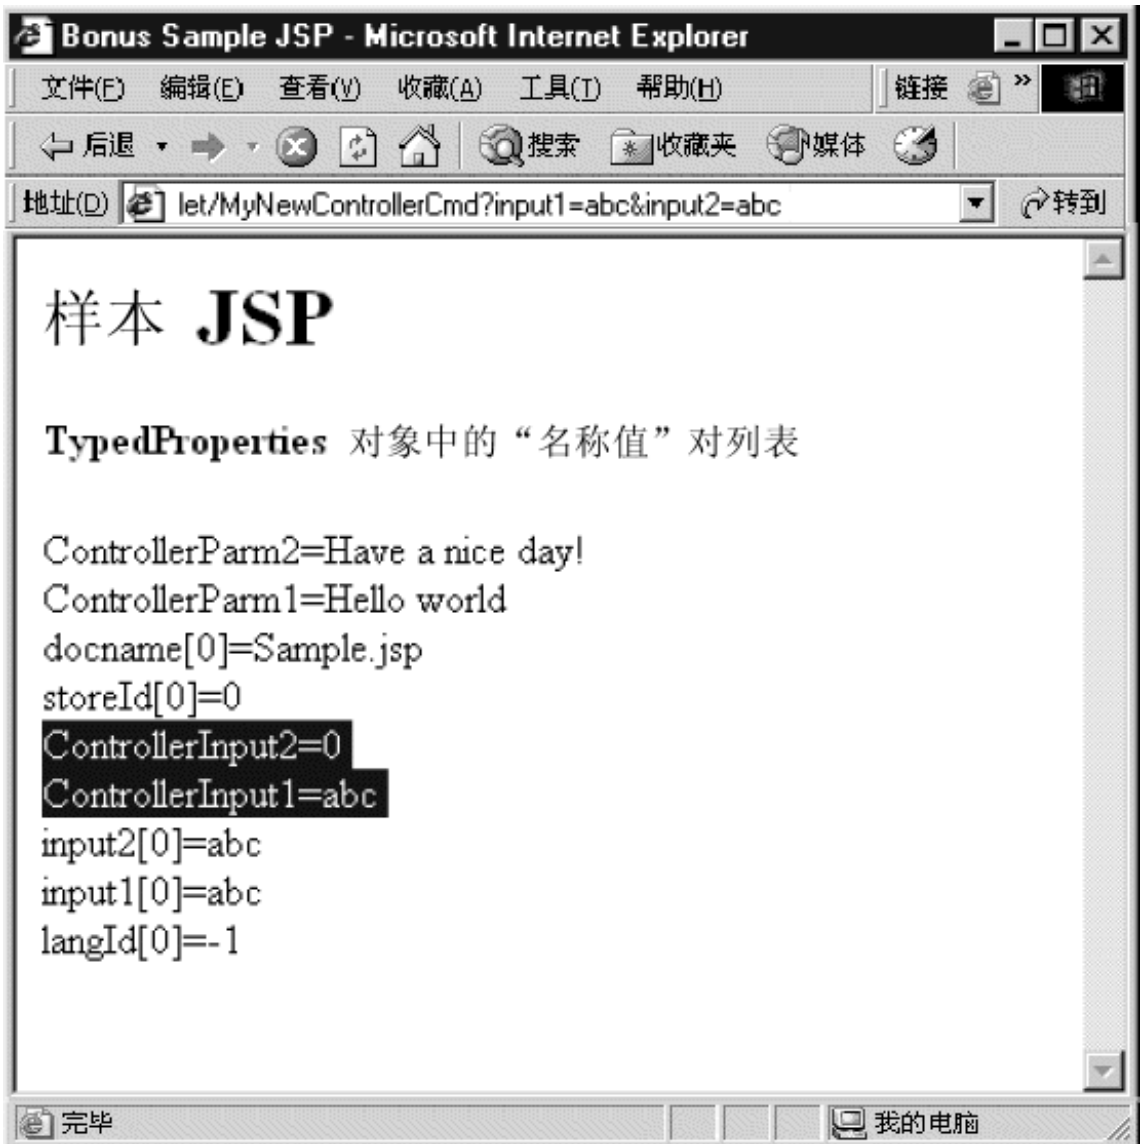 Bonus Sample JSP - Microsoft Internet Explorer
文件(F) 编辑(E) 查看(V) 收藏(A) 工具(T) 帮助(H) 链接 »
后退 搜索 收藏夹 媒体
地址(D) let/MyNewControllerCmd?input1=abc&input2=abc 转到
样本 JSP
TypedProperties 对象中的“名称值”对列表
ControllerParm2=Have a nice day!
ControllerParm1=Hello world
docname[0]=Sample.jsp
storeId[0]=0
ControllerInput2=0
ControllerInput1=abc
input2[0]=abc
input1[0]=abc
langId[0]=-1
完毕 我的电脑